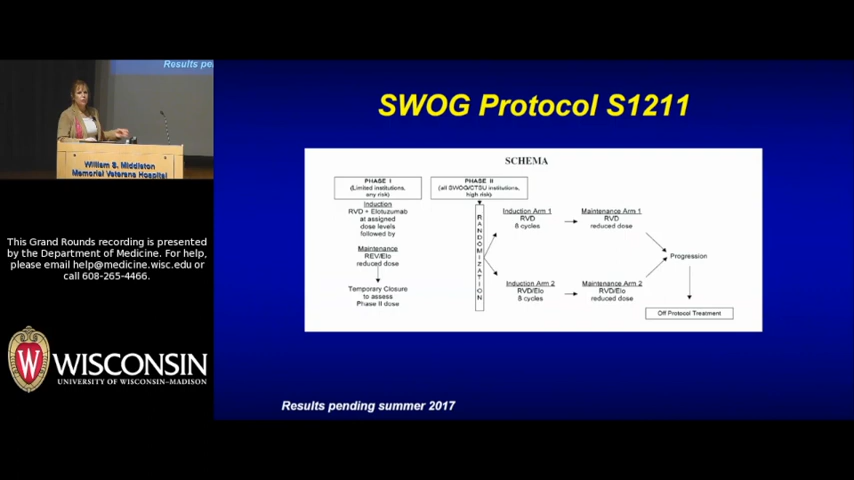 Results pe
William S. Middleton
Memorial Veterans Hospital
This Grand Rounds recording is presented
by the Department of Medicine. For help,
please email help@medicine.wisc.edu or
call 608-265-4466.
W WISCONSIN
UNIVERSITY OF WISCONSIN–MADISON
SWOG Protocol S1211
SCHEMA
PHASE I
(Limited institutions,
any risk)
Induction
RVD + Elotuzumab
at assigned
dose levels
followed by
Maintenance
REV/Elo
reduced dose
Temporary Closure
to assess
Phase II dose
PHASE II
(all SWOG/CTSU institutions,
high risk)
RANDOMIZATION
Induction Arm 1
RVD
8 cycles
Maintenance Arm 1
RVD
reduced dose
Induction Arm 2
RVD/Elo
8 cycles
Maintenance Arm 2
RVD/Elo
reduced dose
Progression
Off Protocol Treatment
Results pending summer 2017